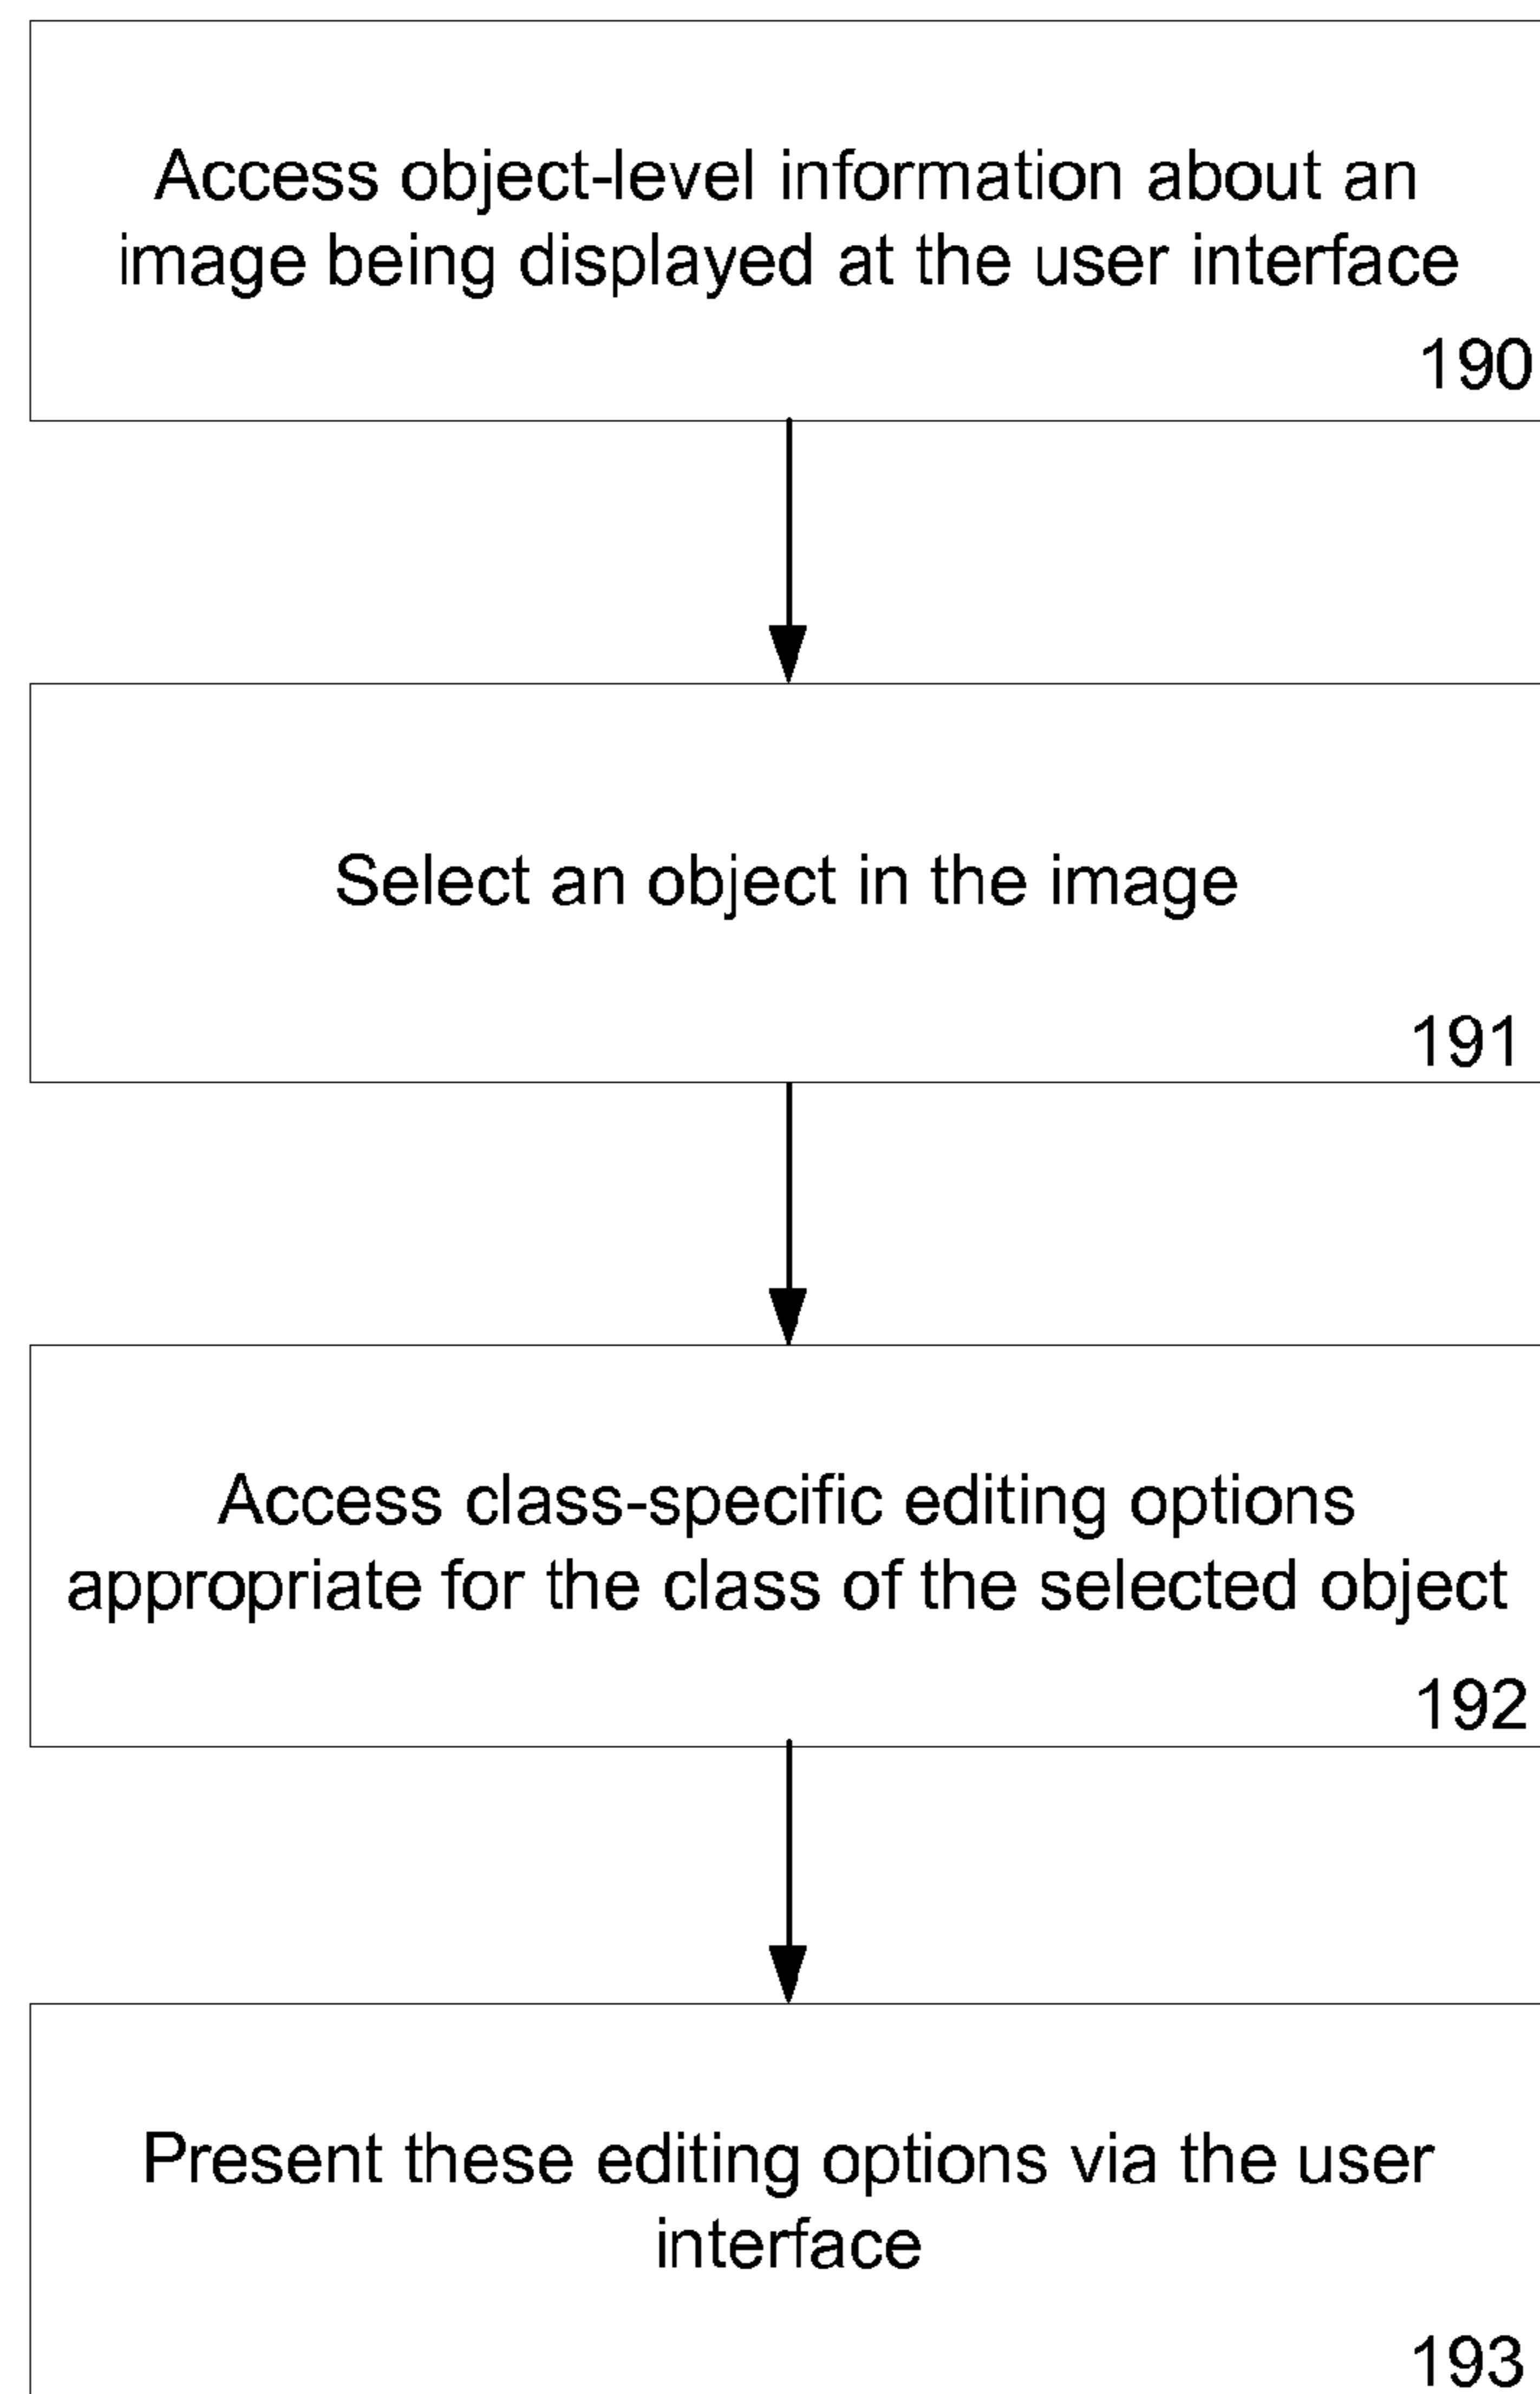 Access object-level information about an
image being displayed at the user interface
190
Select an object in the image
191
Access class-specific editing options
appropriate for the class of the selected object
192
Present these editing options via the user
interface
193